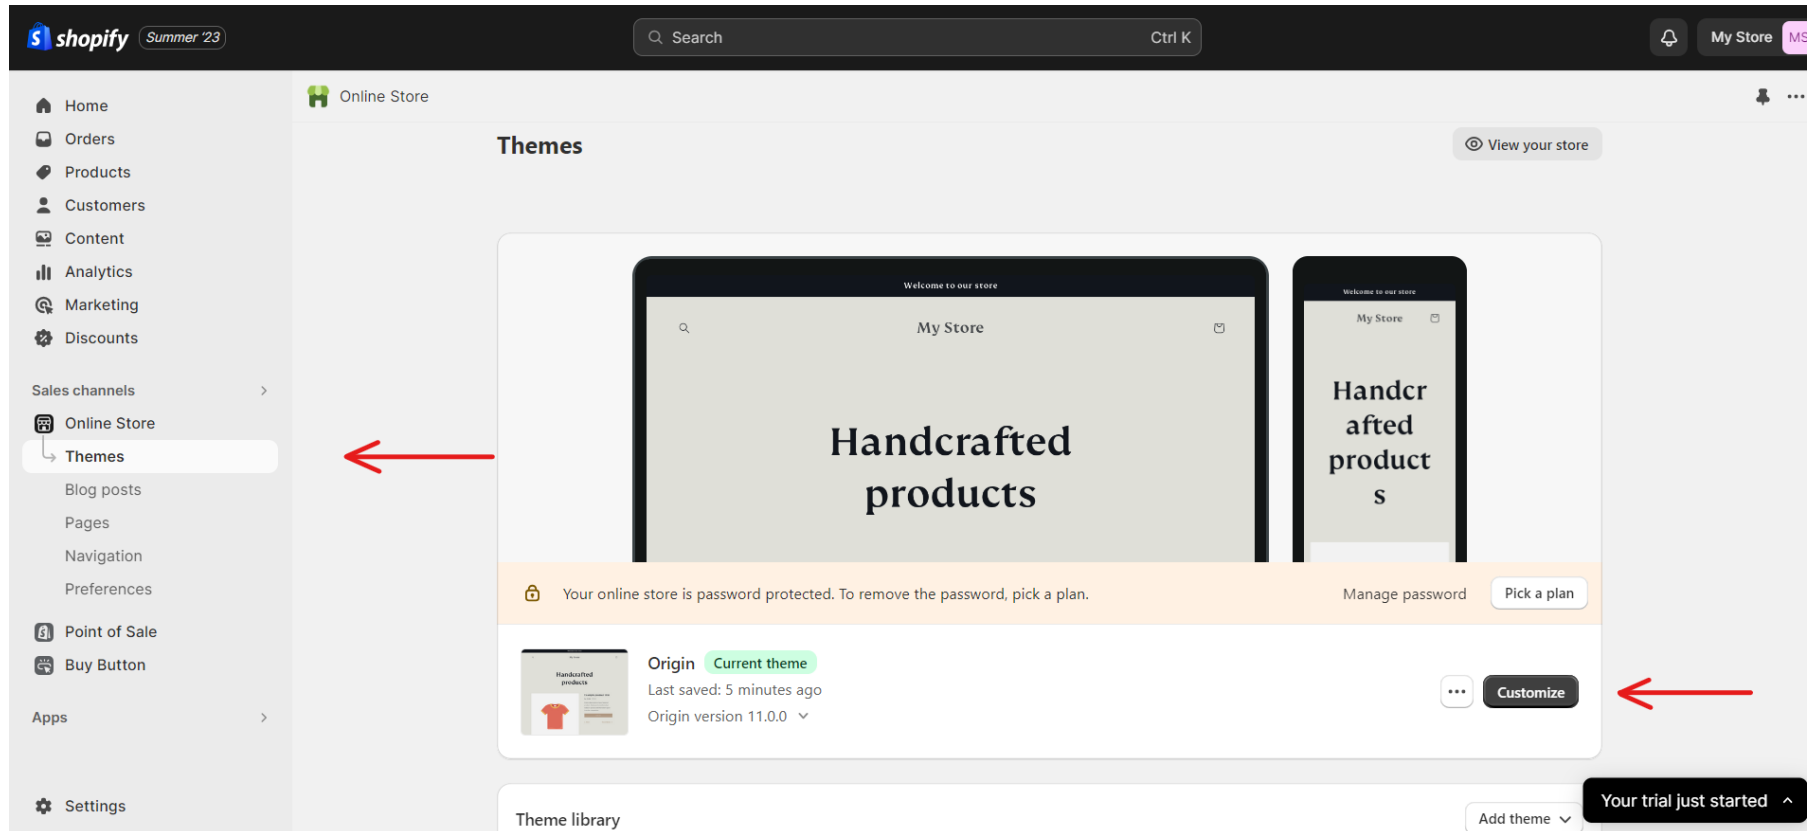 shopify Summer '23
Search Ctrl K
My Store MS
Home
Orders
Products
Customers
Content
Analytics
Marketing
Discounts
Sales channels
Online Store
Themes
Blog posts
Pages
Navigation
Preferences
Point of Sale
Buy Button
Apps
Settings
Online Store
Themes
View your store
Welcome to our store
My Store
Handcrafted
products
Welcome to our store
My Store
Handcr
afted
product
s
Your online store is password protected. To remove the password, pick a plan.
Manage password
Pick a plan
Handcrafted
products
Origin Current theme
Last saved: 5 minutes ago
Origin version 11.0.0
Customize
Theme library
Add theme
Your trial just started